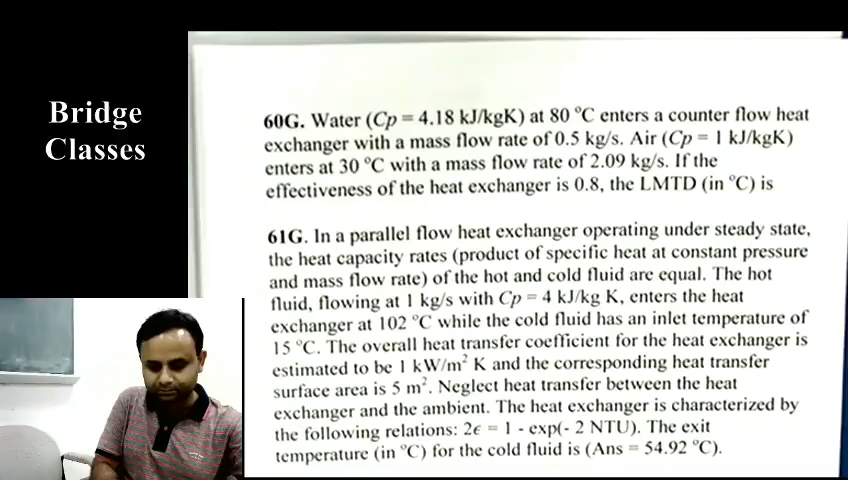 Bridge
Classes
60G. Water (Cp = 4.18 kJ/kgK) at 80 °C enters a counter flow heat
exchanger with a mass flow rate of 0.5 kg/s. Air (Cp = 1 kJ/kgK)
enters at 30 °C with a mass flow rate of 2.09 kg/s. If the
effectiveness of the heat exchanger is 0.8, the LMTD (in °C) is
61G. In a parallel flow heat exchanger operating under steady state,
the heat capacity rates (product of specific heat at constant pressure
and mass flow rate) of the hot and cold fluid are equal. The hot
fluid, flowing at 1 kg/s with Cp = 4 kJ/kg K, enters the heat
exchanger at 102 °C while the cold fluid has an inlet temperature of
15 °C. The overall heat transfer coefficient for the heat exchanger is
estimated to be 1 kW/m² K and the corresponding heat transfer
surface area is 5 m². Neglect heat transfer between the heat
exchanger and the ambient. The heat exchanger is characterized by
the following relations: 2ϵ = 1 - exp(- 2 NTU). The exit
temperature (in °C) for the cold fluid is (Ans = 54.92 °C).